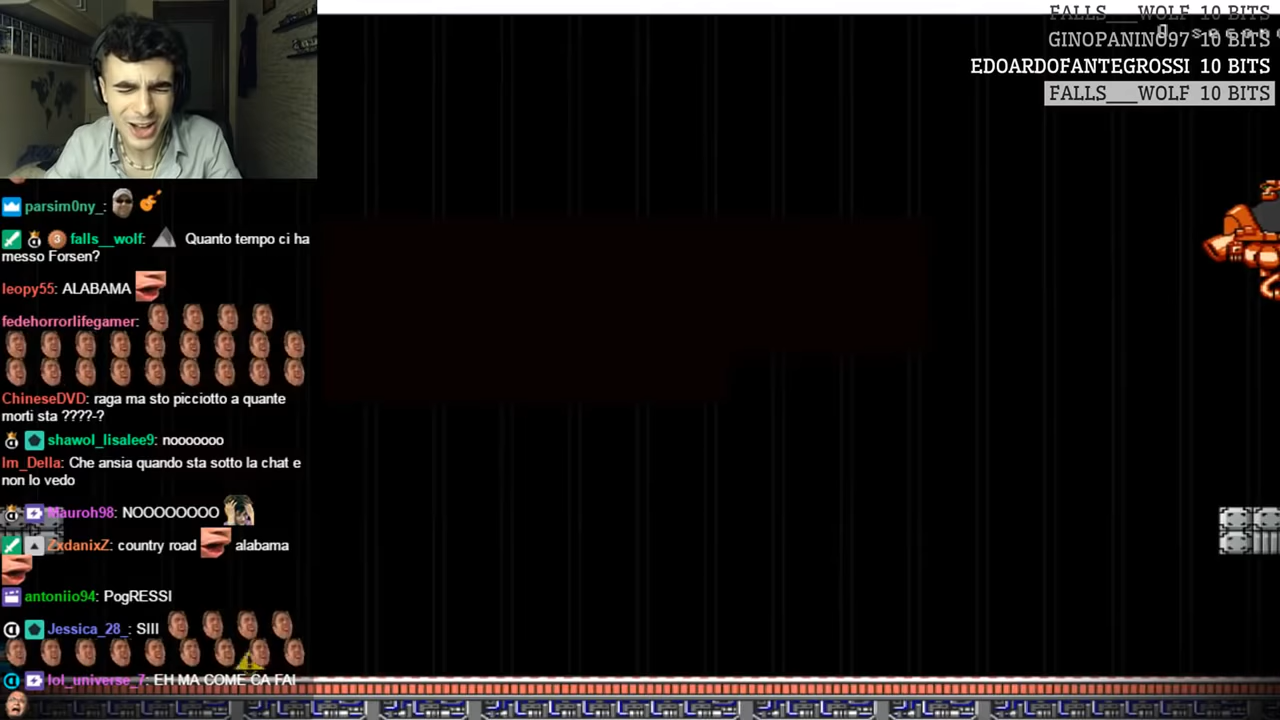 FALLS___WOLF 10 BITS
GINOPANINO97 10 BITS
EDOARDOFANTEGROSSI 10 BITS
FALLS___WOLF 10 BITS
parsim0ny_:
3 falls__wolf: Quanto tempo ci ha
messo Forsen?
leopy55: ALABAMA
fedehorrorlifegamer:
ChineseDVD: raga ma sto picciotto a quante
morti sta ????-?
shawol_lisalee9: nooooooo
Im_Della: Che ansia quando sta sotto la chat e
non lo vedo
Mauroh98: NOOOOOOOO
ZxdanixZ: country road alabama
antoniio94: PogRESSI
Jessica_28_: SIII
lol_universe_7: EH MA COME CA FAI